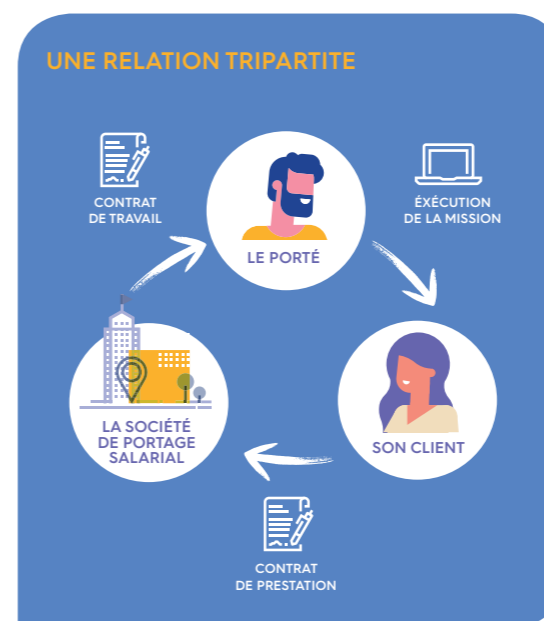 UNE RELATION TRIPARTITE
CONTRAT
DE TRAVAIL
ÉXÉCUTION
DE LA MISSION
LE PORTÉ
LA SOCIÉTÉ
DE PORTAGE
SALARIAL
SON CLIENT
CONTRAT
DE PRESTATION